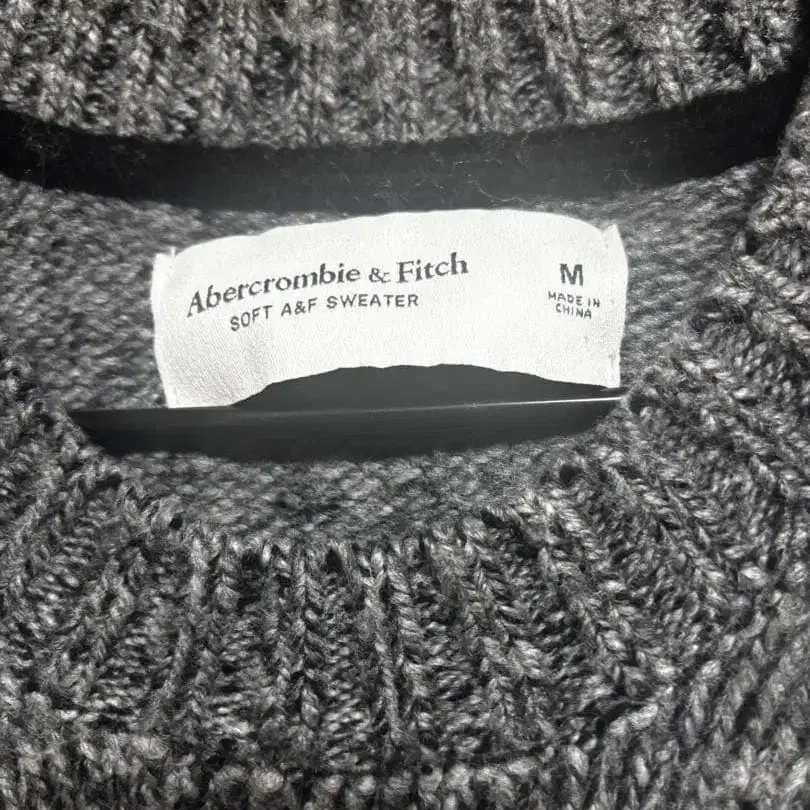 Abercrombie & Fitch
SOFT A&F SWEATER
M
MADE IN
CHINA